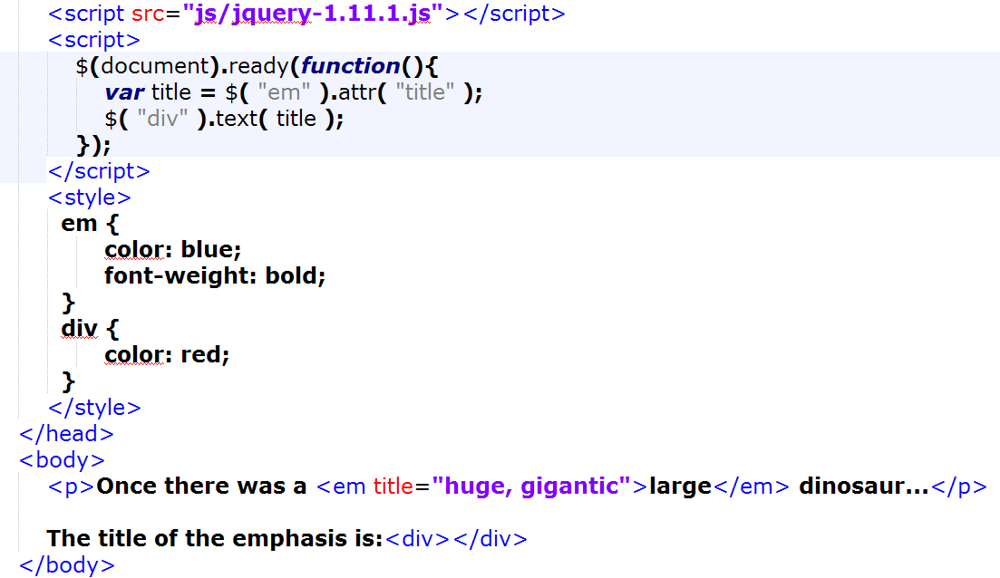 <script src="js/jquery-1.11.1.js"></script>
<script>
$(document).ready(function(){
var title = $( "em" ).attr( "title" );
$( "div" ).text( title );
});
</script>
<style>
em {
color: blue;
font-weight: bold;
}
div {
color: red;
}
</style>
</head>
<body>
<p>Once there was a <em title="huge, gigantic">large</em> dinosaur...</p>
The title of the emphasis is:<div></div>
</body>